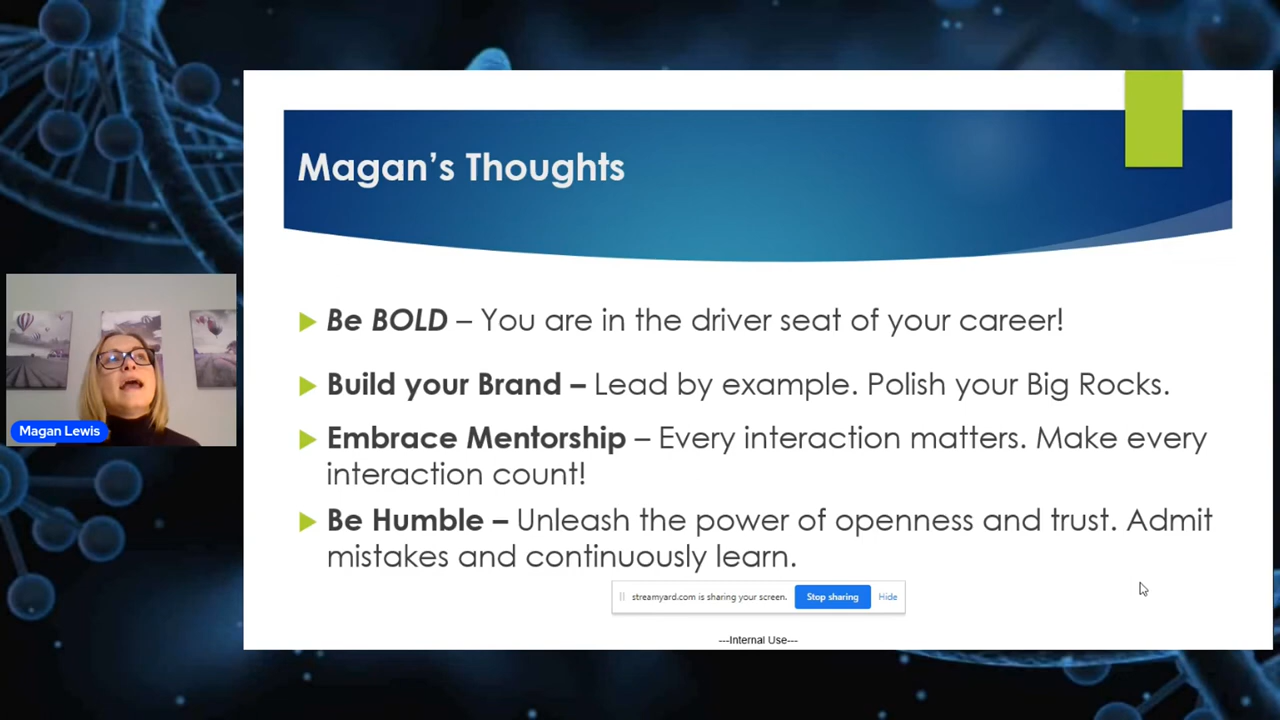 Magan's Thoughts
Be BOLD – You are in the driver seat of your career!
Build your Brand – Lead by example. Polish your Big Rocks.
Embrace Mentorship – Every interaction matters. Make every
interaction count!
Be Humble – Unleash the power of openness and trust. Admit
mistakes and continuously learn.
Magan Lewis
streamyard.com is sharing your screen. Stop sharing Hide
---Internal Use---